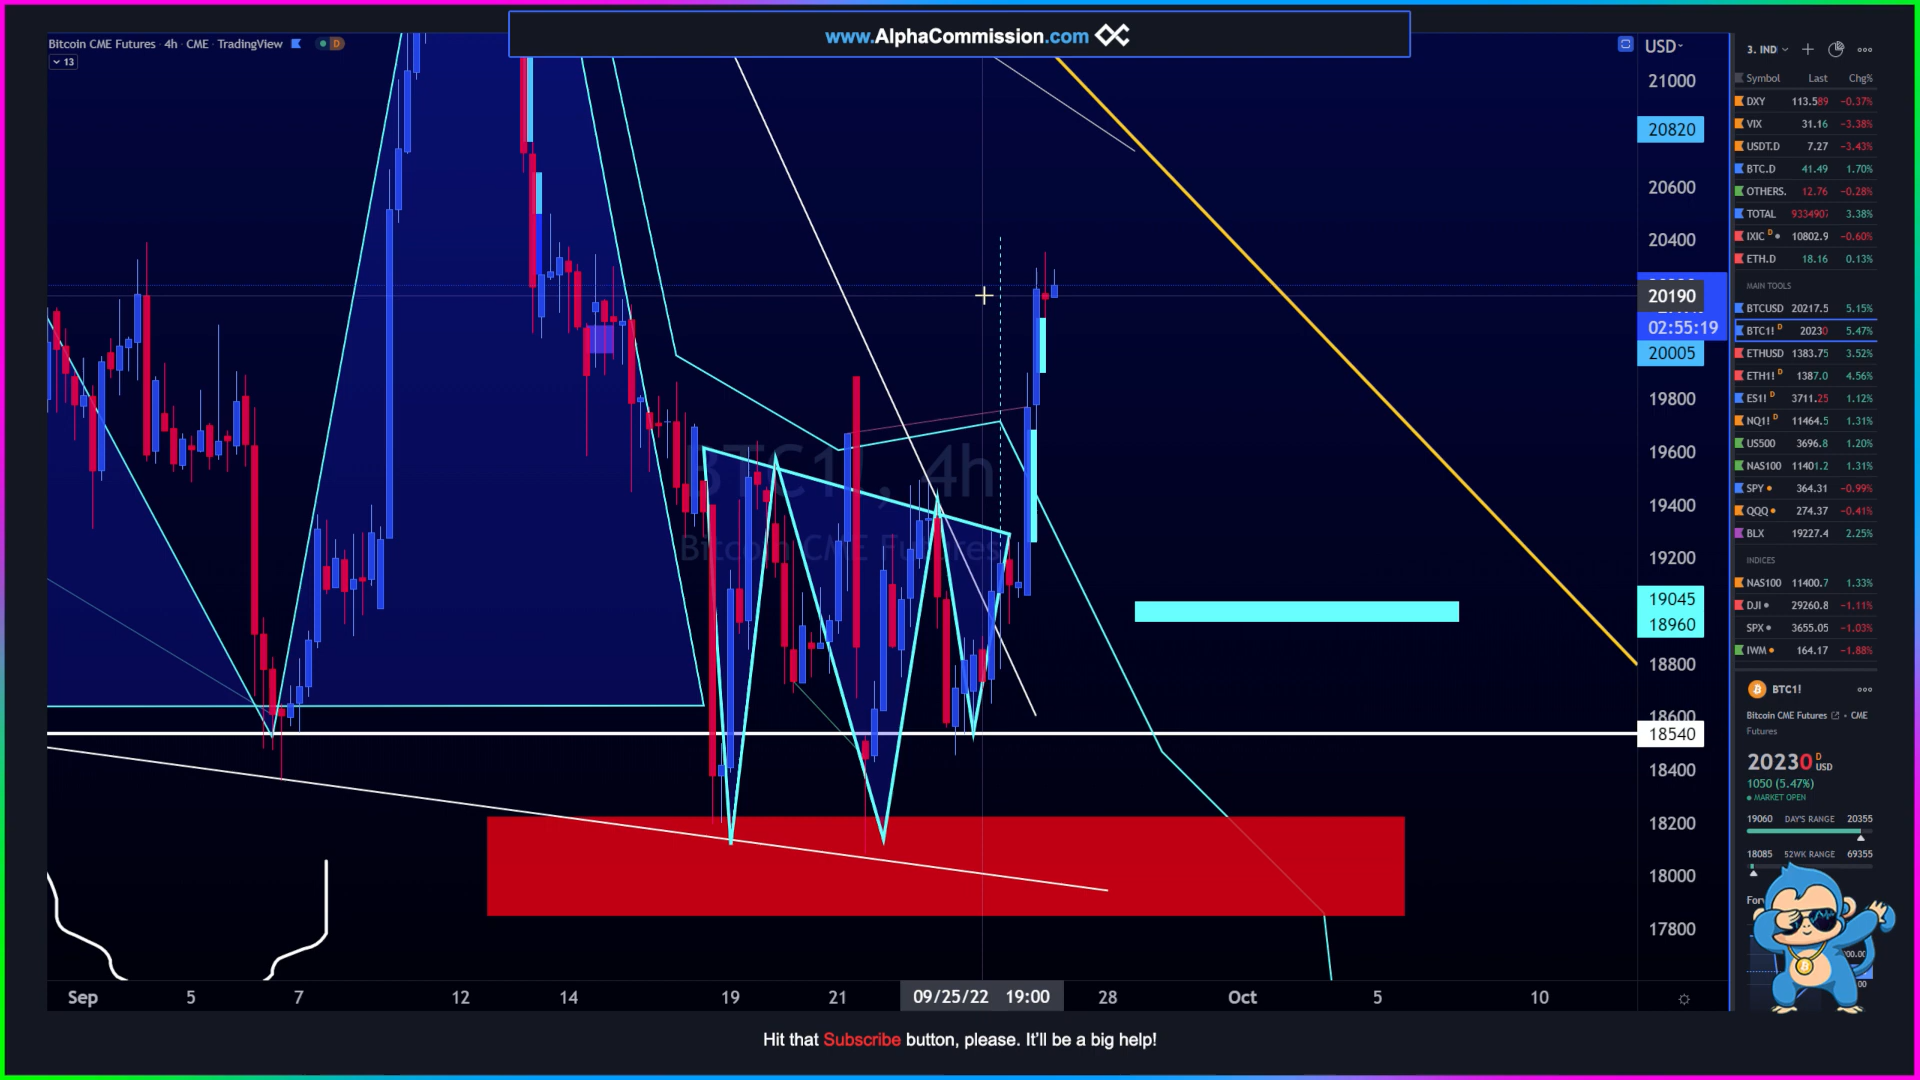 www.AlphaCommission.com
Bitcoin CME Futures · 4h · CME · TradingView
D
13
USD
21000
20820
20600
20400
20190
02:55:19
20005
19800
19600
19400
19200
19045
18960
18800
18600
18540
18400
18200
18000
17800
BTC1!, 4h
Bitcoin CME Futures
Sep 5 7 12 14 19 21 09/25/22 19:00 28 Oct 5 10
3. IND
Symbol Last Chg%
DXY 113.589 −0.37%
VIX 31.16 −3.38%
USDT.D 7.27 −3.43%
BTC.D 41.49 1.70%
OTHERS. 12.76 −0.28%
TOTAL 9334907 3.38%
IXIC D 10802.9 −0.60%
ETH.D 18.16 0.13%
MAIN TOOLS
BTCUSD 20217.5 5.15%
BTC1! D 20230 5.47%
ETHUSD 1383.75 3.52%
ETH1! D 1387.0 4.56%
ES1! D 3711.25 1.12%
NQ1! D 11464.5 1.31%
US500 3696.8 1.20%
NAS100 11401.2 1.31%
SPY 364.31 −0.99%
QQQ 274.37 −0.41%
BLX 19227.4 2.25%
INDICES
NAS100 11400.7 1.33%
DJI 29260.8 −1.11%
SPX 3655.05 −1.03%
IWM 164.17 −1.88%
BTC1!
Bitcoin CME Futures · CME
Futures
20230 D USD
1050 (5.47%)
MARKET OPEN
19060 DAY'S RANGE 20355
18085 52WK RANGE 69355
Hit that Subscribe button, please. It'll be a big help!